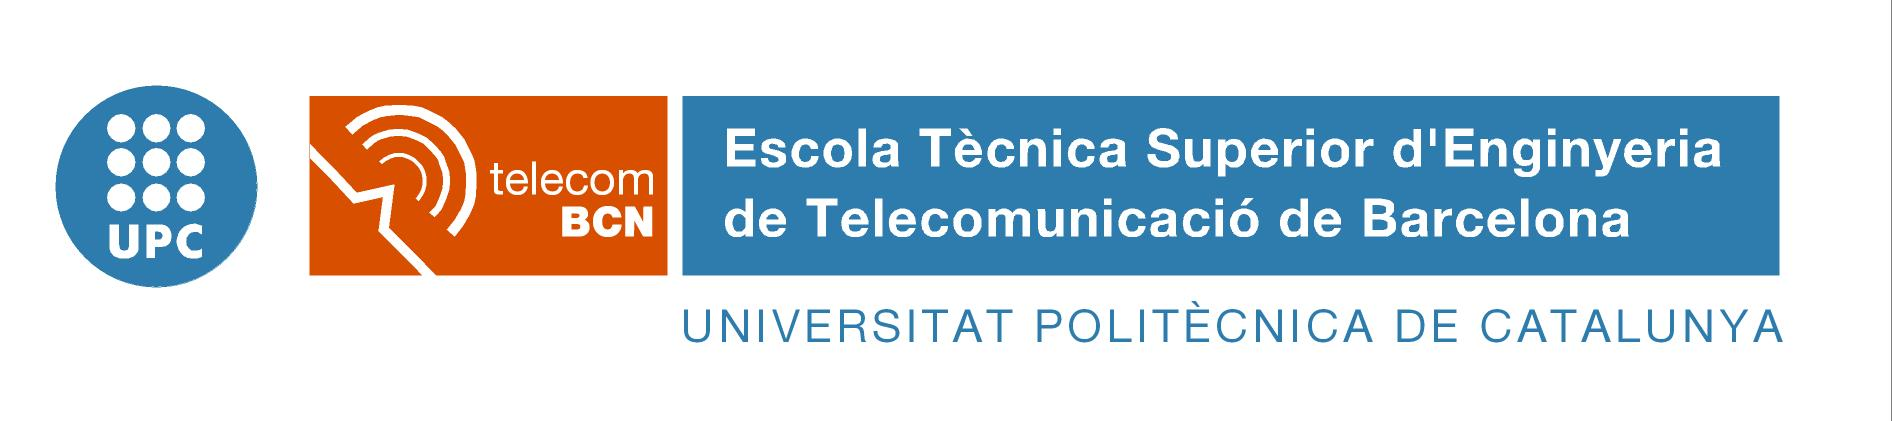 UPC
telecom
BCN
Escola Tècnica Superior d'Enginyeria
de Telecomunicació de Barcelona
UNIVERSITAT POLITÈCNICA DE CATALUNYA